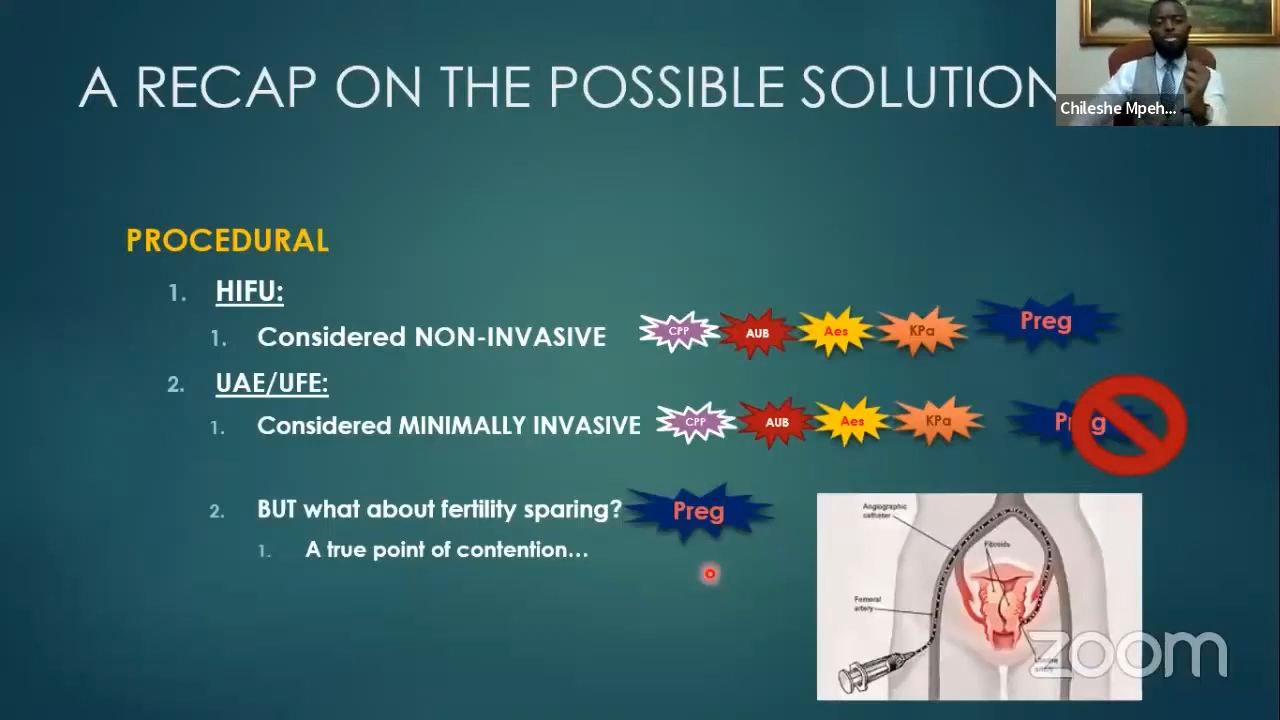 A RECAP ON THE POSSIBLE SOLUTION
Chileshe Mpeh...
PROCEDURAL
1. HIFU:
1. Considered NON-INVASIVE CPP AUB Aes KPa Preg
2. UAE/UFE:
1. Considered MINIMALLY INVASIVE CPP AUB Aes KPa
2. BUT what about fertility sparing? Preg
1. A true point of contention...
Angiographic
catheter
Fibroids
Femoral
artery
artery
zoom